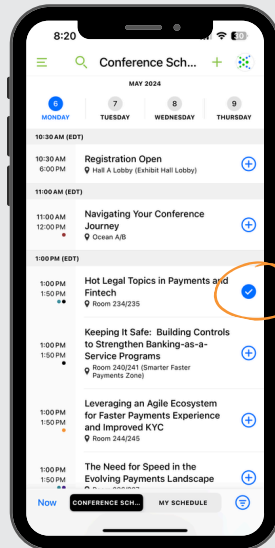 8:20
30
Conference Sch...
MAY 2024
6 7 8 9
MONDAY TUESDAY WEDNESDAY THURSDAY
10:30 AM (EDT)
10:30 AM Registration Open
6:00 PM Hall A Lobby (Exhibit Hall Lobby)
11:00 AM (EDT)
11:00 AM Navigating Your Conference
12:00 PM Journey
Ocean A/B
1:00 PM (EDT)
1:00 PM Hot Legal Topics in Payments and
1:50 PM Fintech
Room 234/235
Keeping It Safe: Building Controls
1:00 PM to Strengthen Banking-as-a-
1:50 PM Service Programs
Room 240/241 (Smarter Faster
Payments Zone)
Leveraging an Agile Ecosystem
1:00 PM for Faster Payments Experience
1:50 PM and Improved KYC
Room 244/245
1:00 PM The Need for Speed in the
1:50 PM Evolving Payments Landscape
Now CONFERENCE SCH... MY SCHEDULE